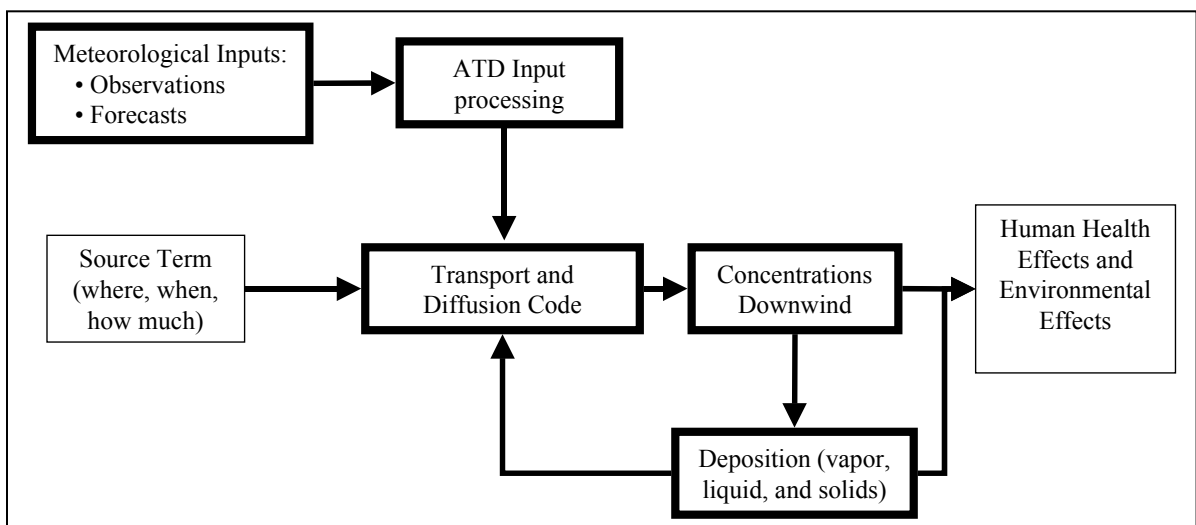 Meteorological Inputs:
• Observations
• Forecasts
ATD Input
processing
Source Term
(where, when,
how much)
Transport and
Diffusion Code
Concentrations
Downwind
Human Health
Effects and
Environmental
Effects
Deposition (vapor,
liquid, and solids)